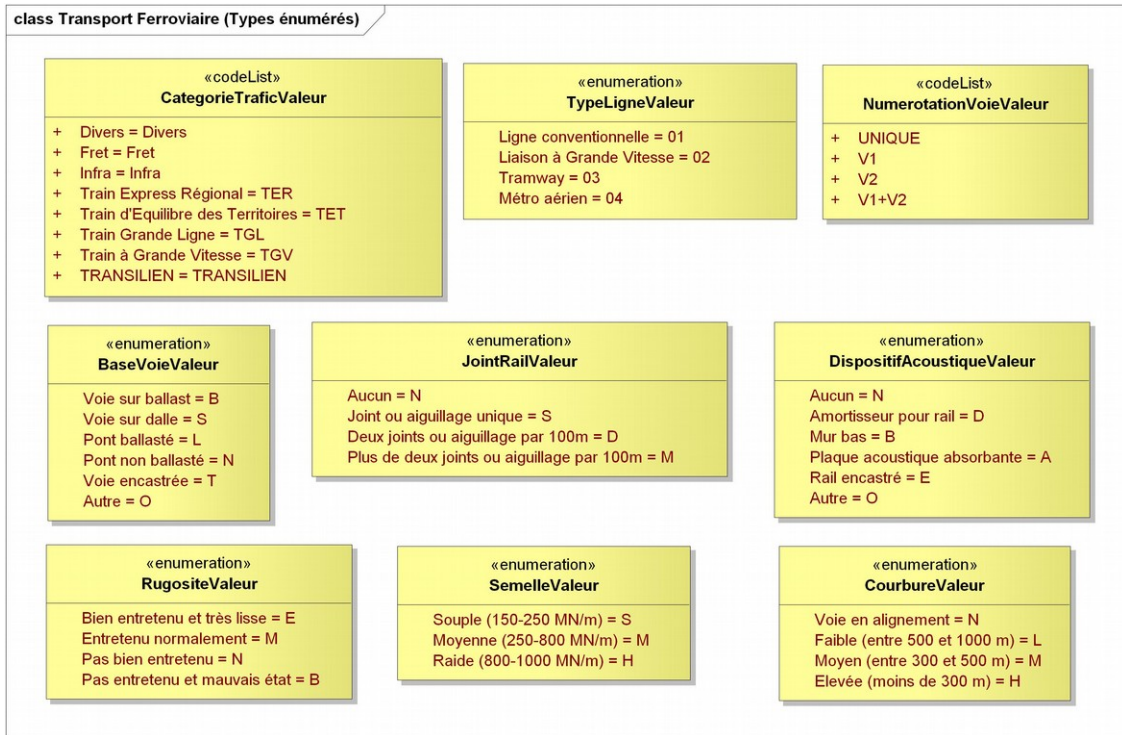 class Transport Ferroviaire (Types énumérés)
«codeList»
CategorieTraficValeur
+ Divers = Divers
+ Fret = Fret
+ Infra = Infra
+ Train Express Régional = TER
+ Train d'Equilibre des Territoires = TET
+ Train Grande Ligne = TGL
+ Train à Grande Vitesse = TGV
+ TRANSILIEN = TRANSILIEN
«enumeration»
TypeLigneValeur
Ligne conventionnelle = 01
Liaison à Grande Vitesse = 02
Tramway = 03
Métro aérien = 04
«codeList»
NumerotationVoieValeur
+ UNIQUE
+ V1
+ V2
+ V1+V2
«enumeration»
BaseVoieValeur
Voie sur ballast = B
Voie sur dalle = S
Pont ballasté = L
Pont non ballasté = N
Voie encastrée = T
Autre = O
«enumeration»
JointRailValeur
Aucun = N
Joint ou aiguillage unique = S
Deux joints ou aiguillage par 100m = D
Plus de deux joints ou aiguillage par 100m = M
«enumeration»
DispositifAcoustiqueValeur
Aucun = N
Amortisseur pour rail = D
Mur bas = B
Plaque acoustique absorbante = A
Rail encastré = E
Autre = O
«enumeration»
RugositeValeur
Bien entretenu et très lisse = E
Entretenu normalement = M
Pas bien entretenu = N
Pas entretenu et mauvais état = B
«enumeration»
SemelleValeur
Souple (150-250 MN/m) = S
Moyenne (250-800 MN/m) = M
Raide (800-1000 MN/m) = H
«enumeration»
CourbureValeur
Voie en alignement = N
Faible (entre 500 et 1000 m) = L
Moyen (entre 300 et 500 m) = M
Elevée (moins de 300 m) = H